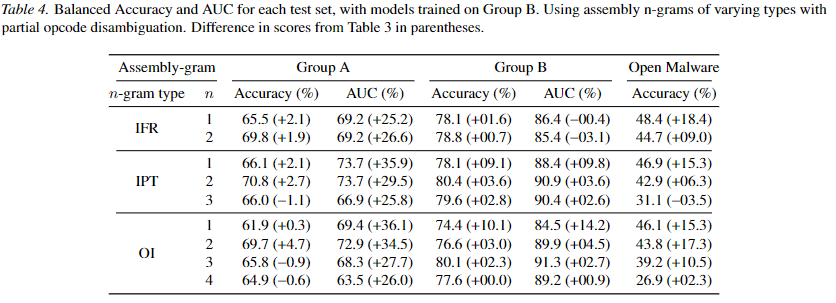 Table 4. Balanced Accuracy and AUC for each test set, with models trained on Group B. Using assembly n-grams of varying types with
partial opcode disambiguation. Difference in scores from Table 3 in parentheses.
Assembly-gram Group A Group B Open Malware
n-gram type n Accuracy (%) AUC (%) Accuracy (%) AUC (%) Accuracy (%)
IFR 1 65.5 (+2.1) 69.2 (+25.2) 78.1 (+01.6) 86.4 (−00.4) 48.4 (+18.4)
2 69.8 (+1.9) 69.2 (+26.6) 78.8 (+00.7) 85.4 (−03.1) 44.7 (+09.0)
IPT 1 66.1 (+2.1) 73.7 (+35.9) 78.1 (+09.1) 88.4 (+09.8) 46.9 (+15.3)
2 70.8 (+2.7) 73.7 (+29.5) 80.4 (+03.6) 90.9 (+03.6) 42.9 (+06.3)
3 66.0 (−1.1) 66.9 (+25.8) 79.6 (+02.8) 90.4 (+02.6) 31.1 (−03.5)
OI 1 61.9 (+0.3) 69.4 (+36.1) 74.4 (+10.1) 84.5 (+14.2) 46.1 (+15.3)
2 69.7 (+4.7) 72.9 (+34.5) 76.6 (+03.0) 89.9 (+04.5) 43.8 (+17.3)
3 65.8 (−0.9) 68.3 (+27.7) 80.1 (+02.3) 91.3 (+02.7) 39.2 (+10.5)
4 64.9 (−0.6) 63.5 (+26.0) 77.6 (+00.0) 89.2 (+00.9) 26.9 (+02.3)